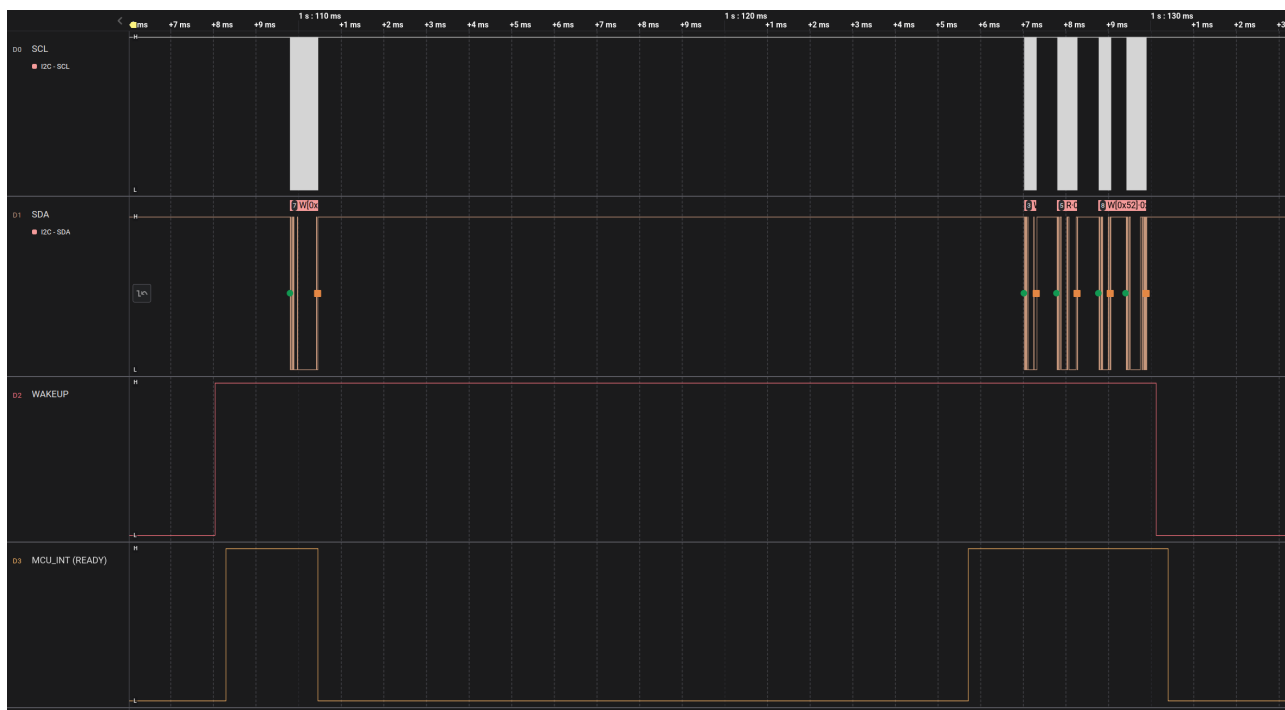 1 s : 110 ms 1 s : 120 ms 1 s : 130 ms
ms +7 ms +8 ms +9 ms +1 ms +2 ms +3 ms +4 ms +5 ms +6 ms +7 ms +8 ms +9 ms +1 ms +2 ms +3 ms +4 ms +5 ms +6 ms +7 ms +8 ms +9 ms +1 ms +2 ms +3
H
D0 SCL
I2C - SCL
L
W[0x R W[0x52]
D1 SDA
H
I2C - SDA
L
H
D2 WAKEUP
L
H
D3 MCU_INT (READY)
L